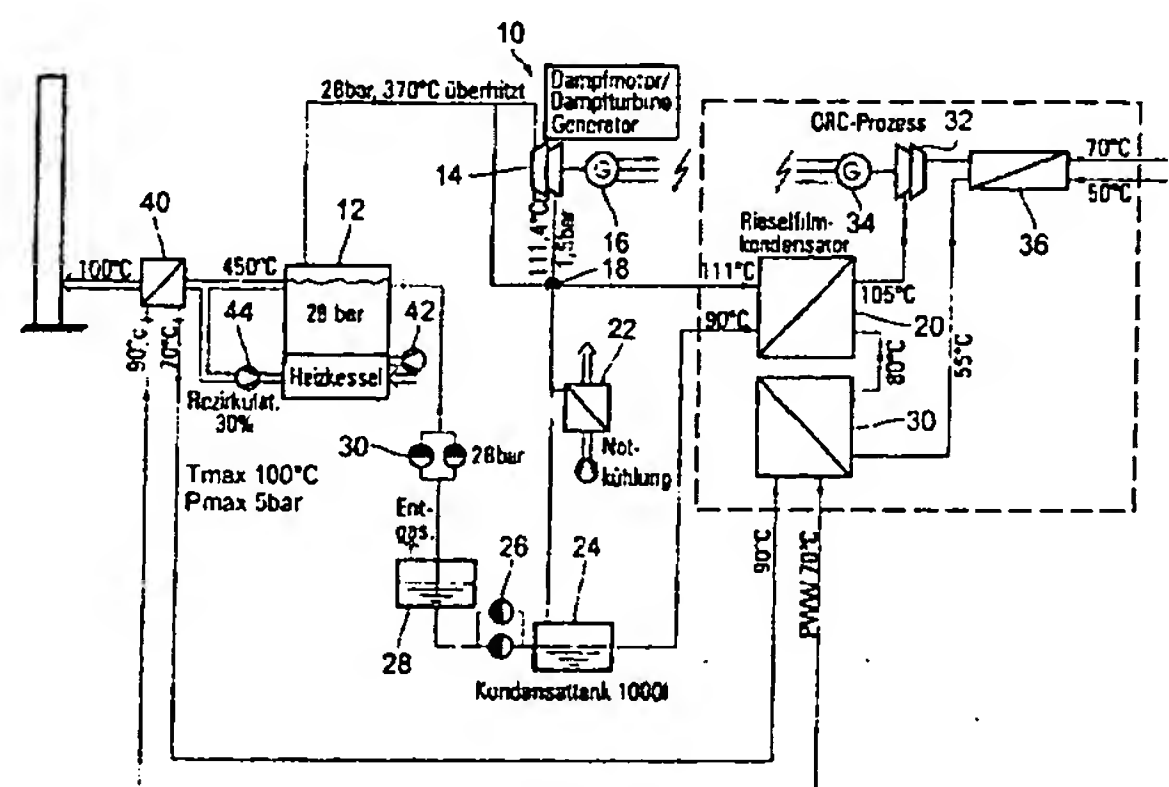 10
28bar, 370°C überhitzt
Dampfmotor/
Dampfturbine
Generator
14
G
16
111,4°C
1,5bar
18
ORC-Prozess
32
G
34
70°C
50°C
36
Rieselfilm-
kondensator
111°C
105°C
90°C
20
80°C
55°C
30
40
12
100°C
450°C
28 bar
44
42
90°C
70°C
Heizkessel
Rezirkulat.
30%
22
Not-
kühlung
30
28bar
Tmax 100°C
Pmax 5bar
Ent-
gas.
26
24
28
Kondensattank 1000l
90°C
PWW 70°C